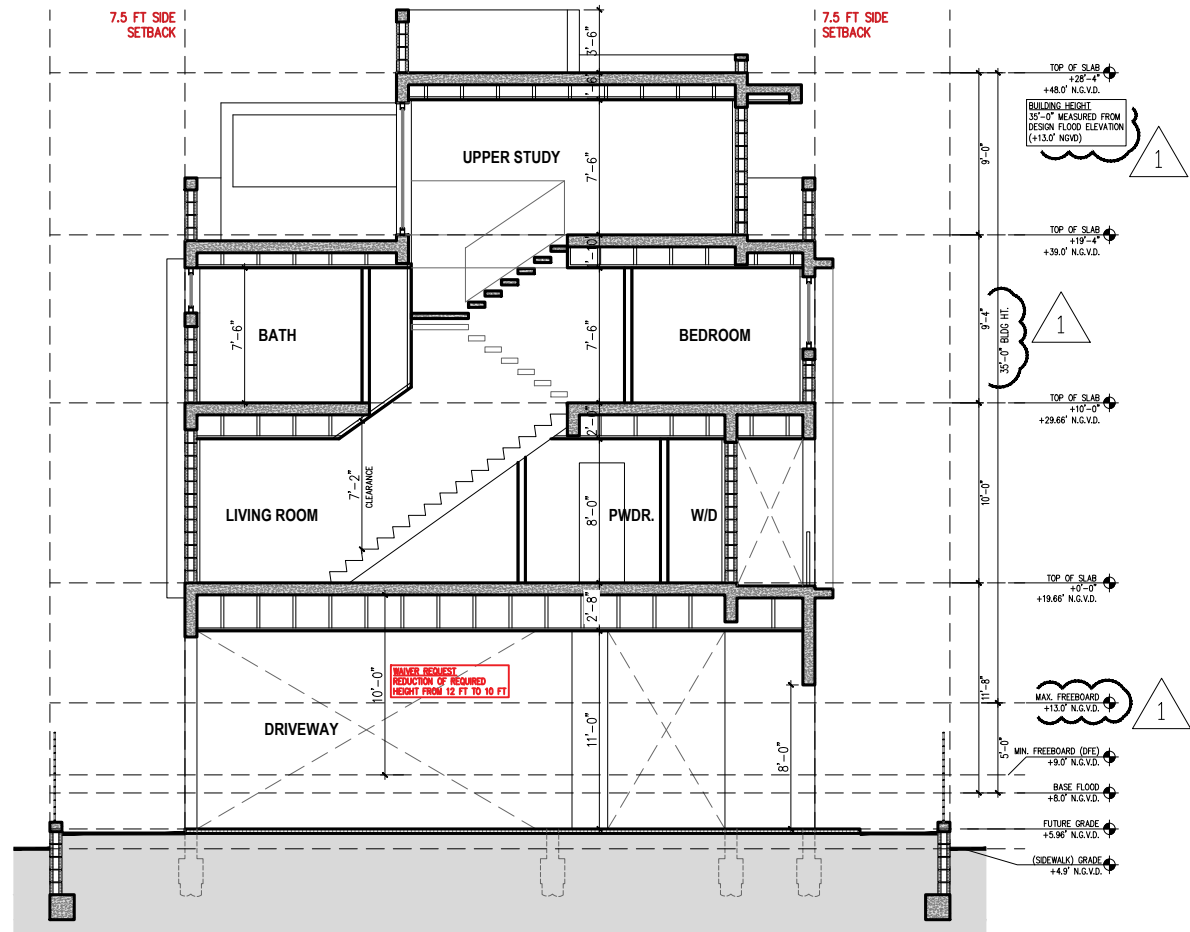 7.5 FT SIDE
SETBACK
7.5 FT SIDE
SETBACK
3'-6"
TOP OF SLAB
+28'-4"
+48.0' N.G.V.D.
BUILDING HEIGHT
35'-0" MEASURED FROM
DESIGN FLOOD ELEVATION
(+13.0' NGVD)
1
UPPER STUDY
7'-6"
9'-0"
TOP OF SLAB
+19'-4"
+39.0' N.G.V.D.
BATH
7'-6"
7'-6"
BEDROOM
9'-4"
35'-0" BLDG HT.
1
TOP OF SLAB
+10'-0"
+29.66' N.G.V.D.
2'-0"
7'-2"
CLEARANCE
LIVING ROOM
8'-0"
PWDR.
W/D
10'-0"
TOP OF SLAB
+0'-0"
+19.66' N.G.V.D.
2'-8"
WAIVER REQUEST
REDUCTION OF REQUIRED
HEIGHT FROM 12 FT TO 10 FT
10'-0"
DRIVEWAY
11'-0"
8'-0"
11'-8"
MAX. FREEBOARD
+13.0' N.G.V.D.
1
5'-0"
MIN. FREEBOARD (DFE)
+9.0' N.G.V.D.
BASE FLOOD
+8.0' N.G.V.D.
FUTURE GRADE
+5.96' N.G.V.D.
(SIDEWALK) GRADE
+4.9' N.G.V.D.